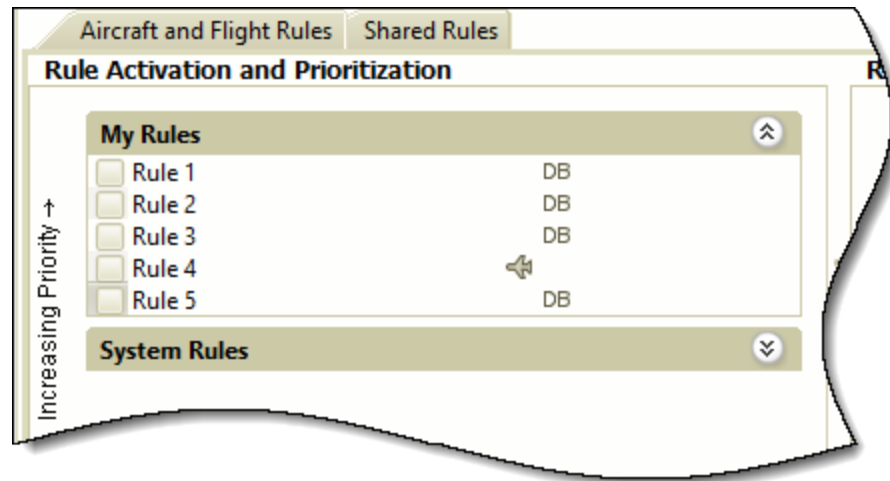 Aircraft and Flight Rules Shared Rules
Rule Activation and Prioritization R
My Rules
Rule 1 DB
Rule 2 DB
Rule 3 DB
Rule 4
Rule 5 DB
System Rules
Increasing Priority →